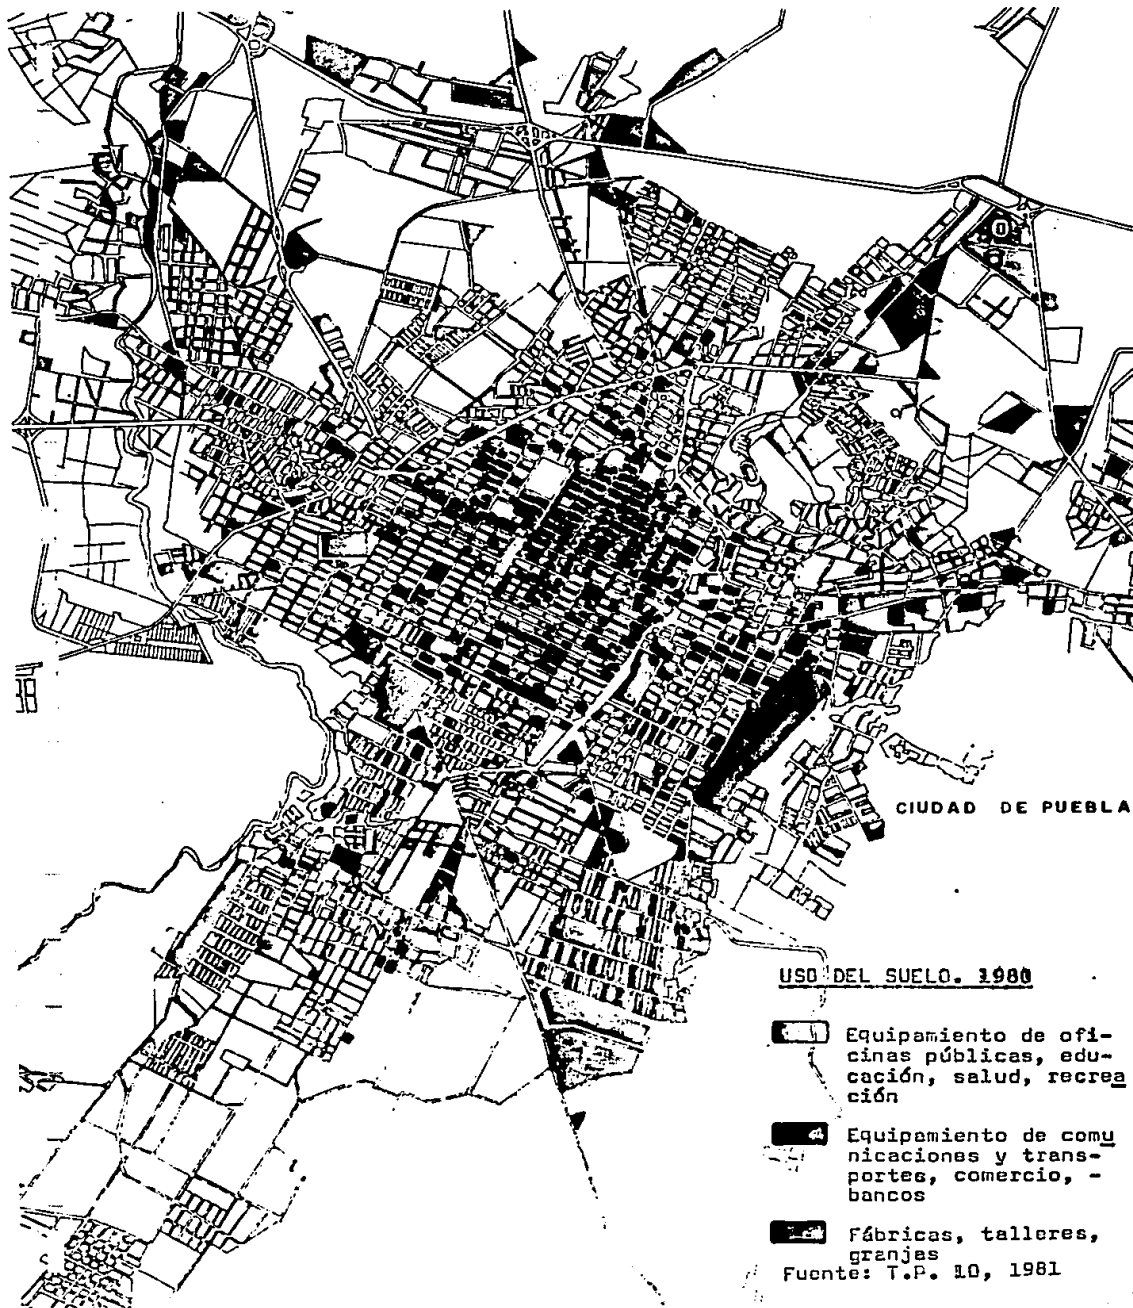 CIUDAD DE PUEBLA
USO DEL SUELO. 1980
Equipamiento de ofi-
cinas públicas, edu-
cación, salud, recrea
ción
Equipamiento de comu
nicaciones y trans-
portes, comercio, -
bancos
Fábricas, talleres,
granjas
Fuente: T.P. 10, 1981